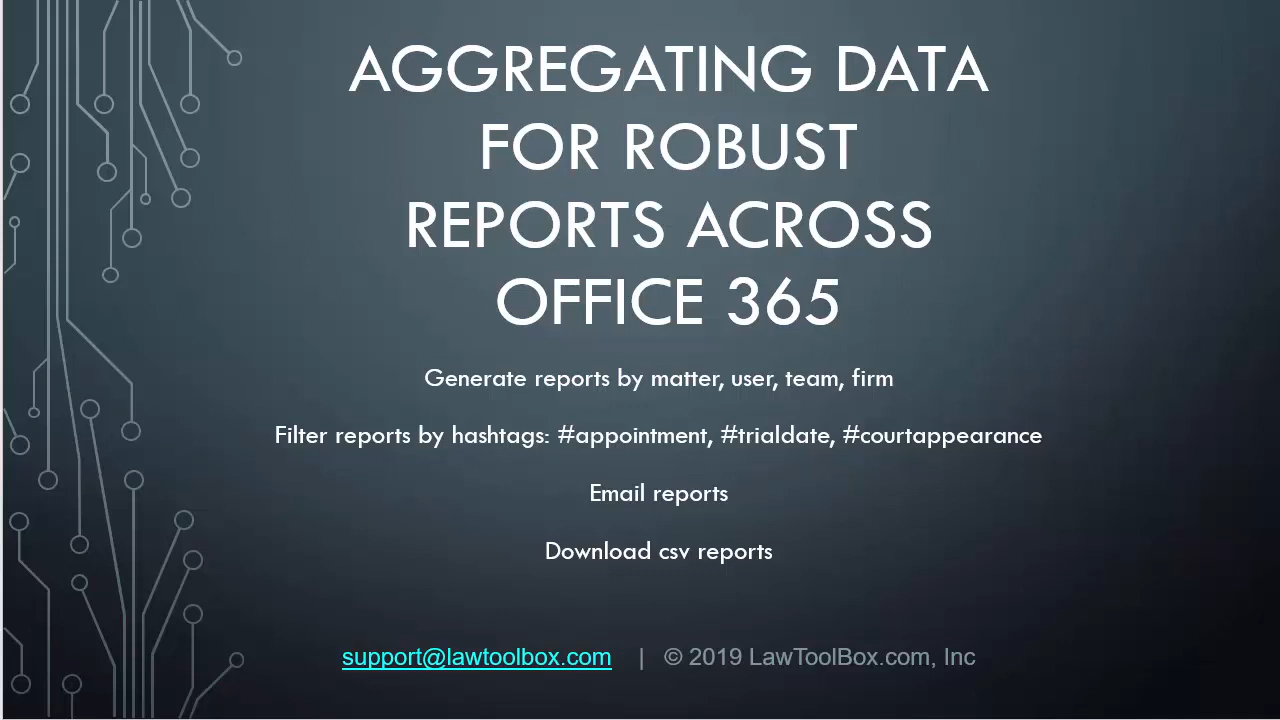 AGGREGATING DATA
FOR ROBUST
REPORTS ACROSS
OFFICE 365
Generate reports by matter, user, team, firm
Filter reports by hashtags: #appointment, #trialdate, #courtappearance
Email reports
Download csv reports
support@lawtoolbox.com | © 2019 LawToolBox.com, Inc